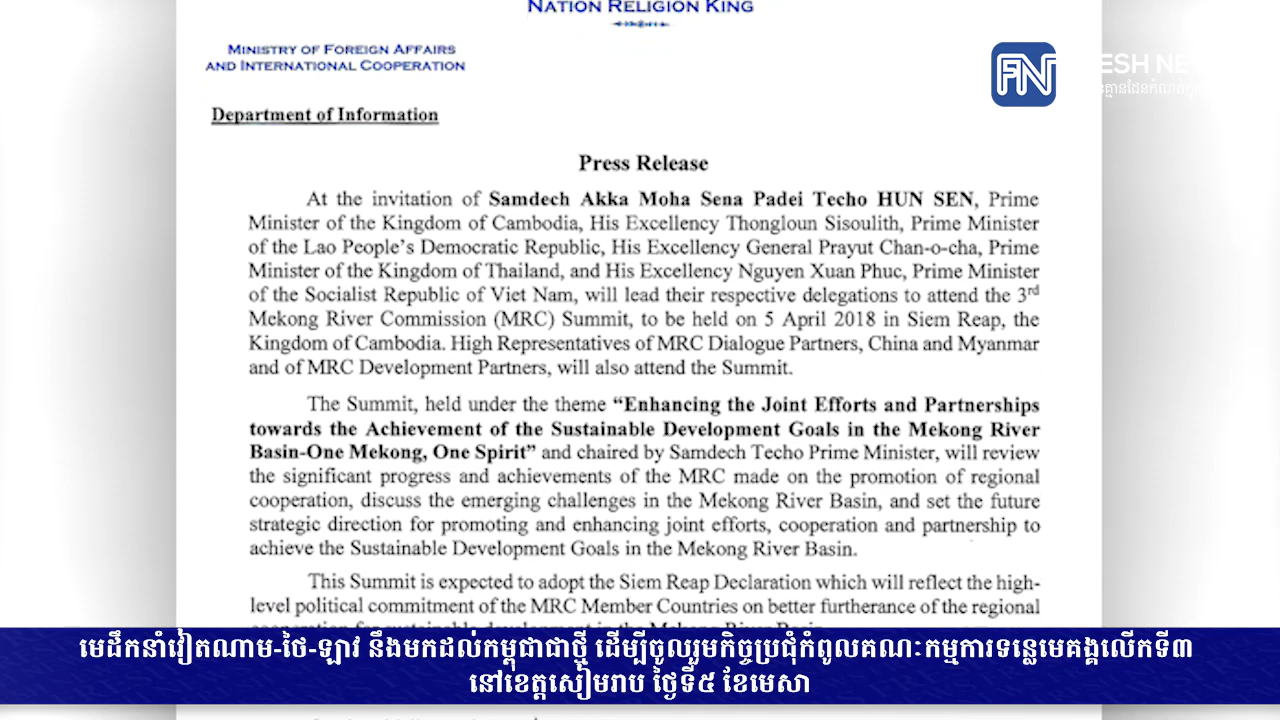 NATION RELIGION KING
MINISTRY OF FOREIGN AFFAIRS
AND INTERNATIONAL COOPERATION
FN
ESH NE
Department of Information
Press Release
At the invitation of Samdech Akka Moha Sena Padei Techo HUN SEN, Prime
Minister of the Kingdom of Cambodia, His Excellency Thongloun Sisoulith, Prime Minister
of the Lao People's Democratic Republic, His Excellency General Prayut Chan-o-cha, Prime
Minister of the Kingdom of Thailand, and His Excellency Nguyen Xuan Phuc, Prime Minister
of the Socialist Republic of Viet Nam, will lead their respective delegations to attend the 3rd
Mekong River Commission (MRC) Summit, to be held on 5 April 2018 in Siem Reap, the
Kingdom of Cambodia. High Representatives of MRC Dialogue Partners, China and Myanmar
and of MRC Development Partners, will also attend the Summit.
The Summit, held under the theme “Enhancing the Joint Efforts and Partnerships
towards the Achievement of the Sustainable Development Goals in the Mekong River
Basin-One Mekong, One Spirit” and chaired by Samdech Techo Prime Minister, will review
the significant progress and achievements of the MRC made on the promotion of regional
cooperation, discuss the emerging challenges in the Mekong River Basin, and set the future
strategic direction for promoting and enhancing joint efforts, cooperation and partnership to
achieve the Sustainable Development Goals in the Mekong River Basin.
This Summit is expected to adopt the Siem Reap Declaration which will reflect the high-
level political commitment of the MRC Member Countries on better furtherance of the regional
មេដឹកនាំវៀតណាម-ថៃ-ឡាវ នឹងមកដល់កម្ពុជាជាថ្មី ដើម្បីចូលរួមកិច្ចប្រជុំកំពូលគណៈកម្មការទន្លេមេគង្គលើកទី៣
នៅខេត្តសៀមរាប ថ្ងៃទី៥ ខែមេសា